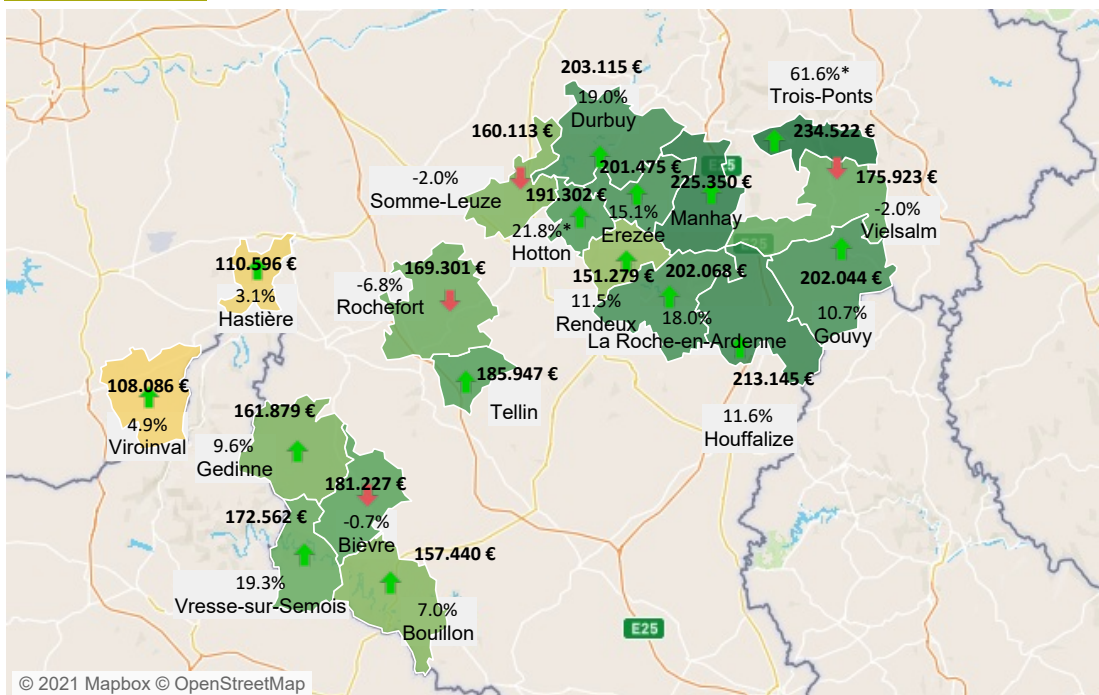 203.115 €
19.0%
Durbuy
61.6%*
Trois-Ponts
234.522 €
160.113 €
-2.0%
Somme-Leuze
201.475 €
15.1%
Erezée
E25
225.350 €
Manhay
175.923 €
-2.0%
Vielsalm
191.302 €
21.8%*
Hotton
E25
110.596 €
3.1%
Hastière
169.301 €
-6.8%
Rochefort
151.279 €
11.5%
Rendeux
202.068 €
18.0%
La Roche-en-Ardenne
202.044 €
10.7%
Gouvy
213.145 €
11.6%
Houffalize
185.947 €
Tellin
108.086 €
4.9%
Viroinval
161.879 €
9.6%
Gedinne
181.227 €
-0.7%
Bièvre
172.562 €
19.3%
Vresse-sur-Semois
157.440 €
7.0%
Bouillon
E25
© 2021 Mapbox © OpenStreetMap